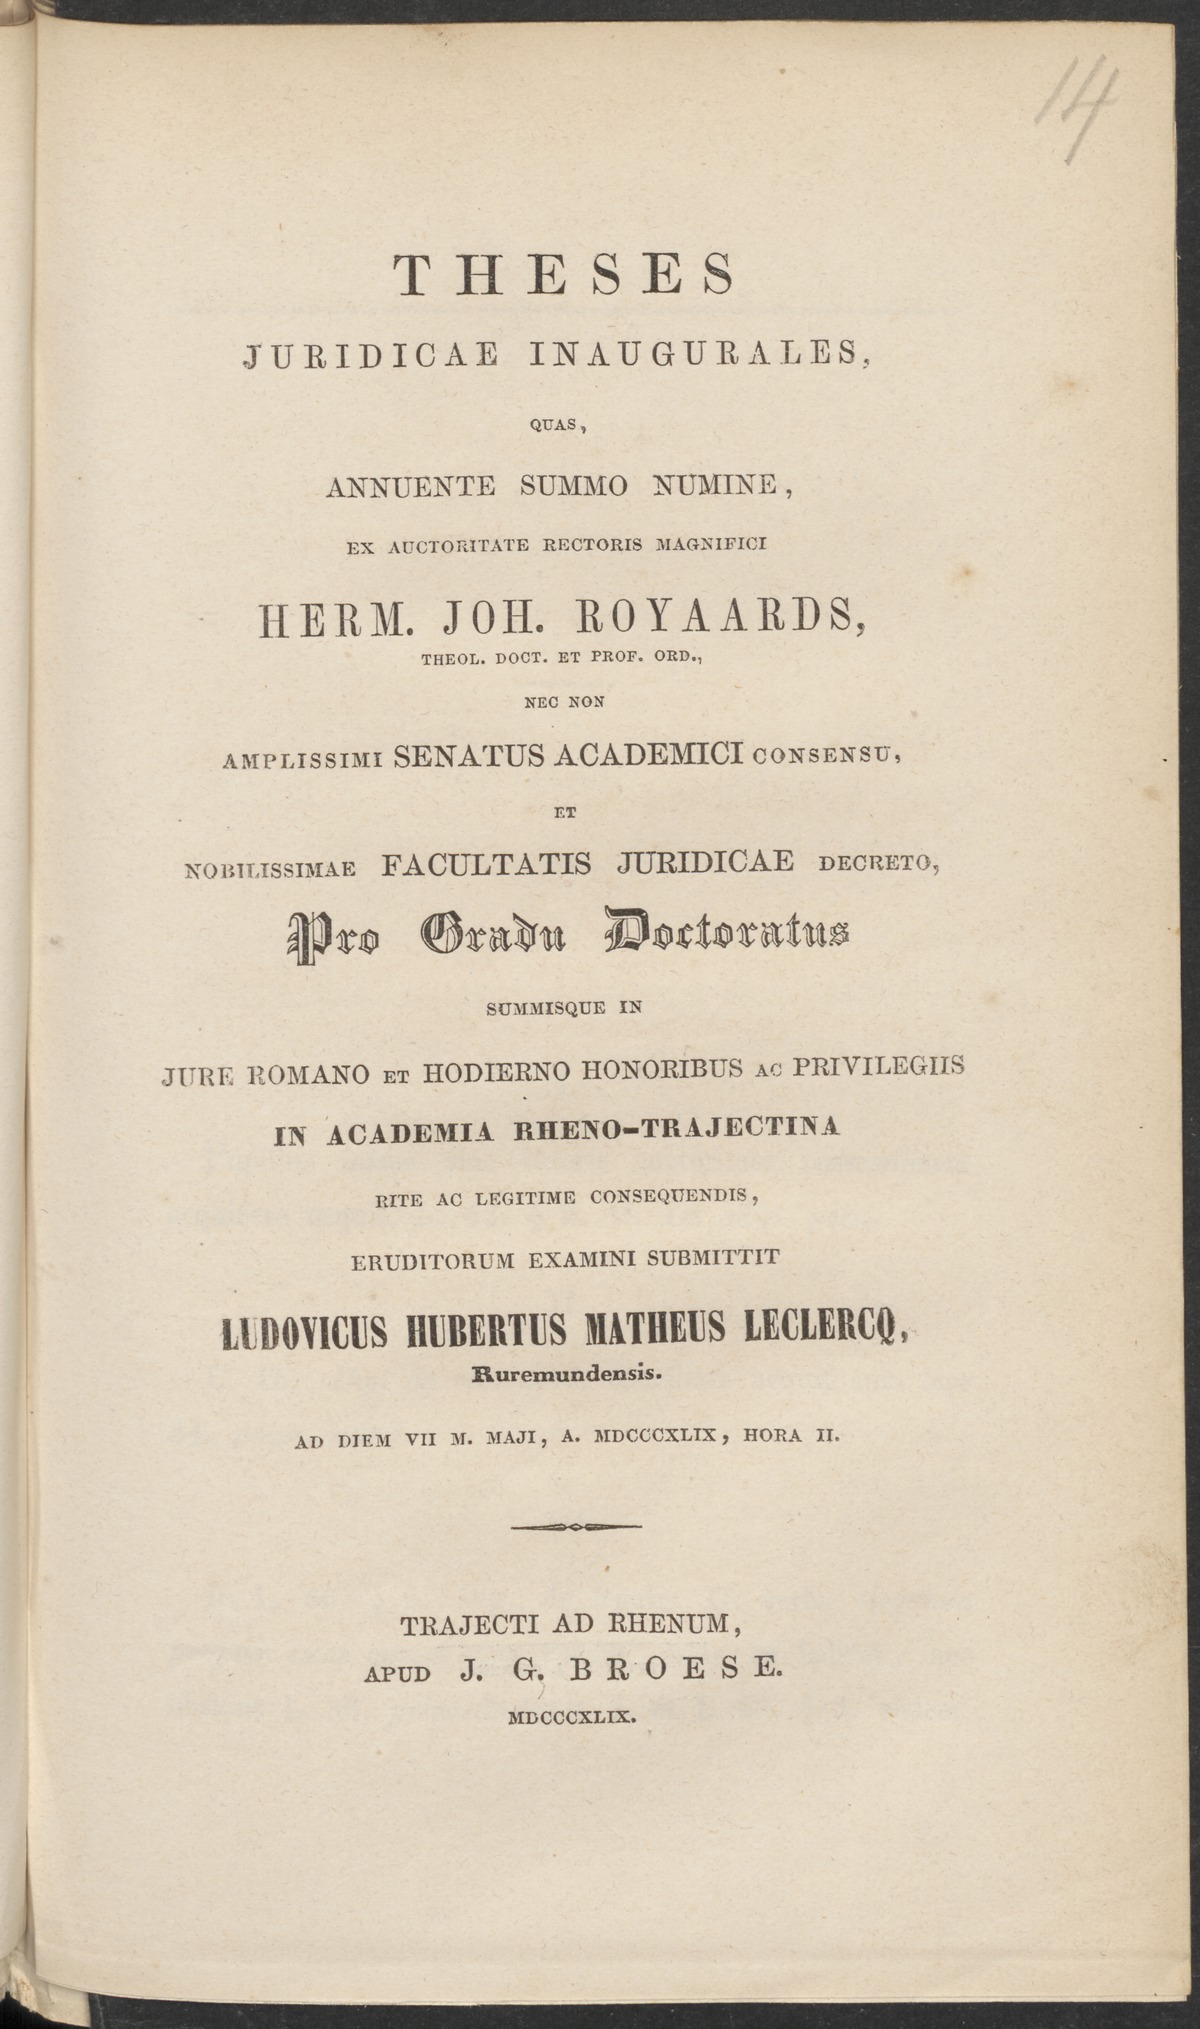 14
THESES
JURIDICAE INAUGURALES,
QUAS,
ANNUENTE SUMMO NUMINE,
EX AUCTORITATE RECTORIS MAGNIFICI
HERM. JOH. ROYAARDS,
THEOL. DOCT. ET PROF. ORD.,
NEC NON
AMPLISSIMI SENATUS ACADEMICI CONSENSU,
ET
NOBILISSIMAE FACULTATIS JURIDICAE DECRETO,
Pro Gradu Doctoratus
SUMMISQUE IN
JURE ROMANO ET HODIERNO HONORIBUS AC PRIVILEGIIS
IN ACADEMIA RHENO-TRAJECTINA
RITE AC LEGITIME CONSEQUENDIS,
ERUDITORUM EXAMINI SUBMITTIT
LUDOVICUS HUBERTUS MATHEUS LECLERCQ,
Ruremundensis.
AD DIEM VII M. MAJI, A. MDCCCXLIX, HORA II.
TRAJECTI AD RHENUM,
APUD J. G. BROESE.
MDCCCXLIX.